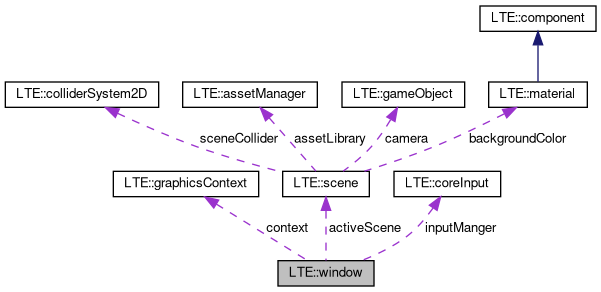 LTE::component
LTE::colliderSystem2D
LTE::assetManager
LTE::gameObject
LTE::material
sceneCollider
assetLibrary
camera
backgroundColor
LTE::graphicsContext
LTE::scene
LTE::coreInput
context
activeScene
inputManger
LTE::window